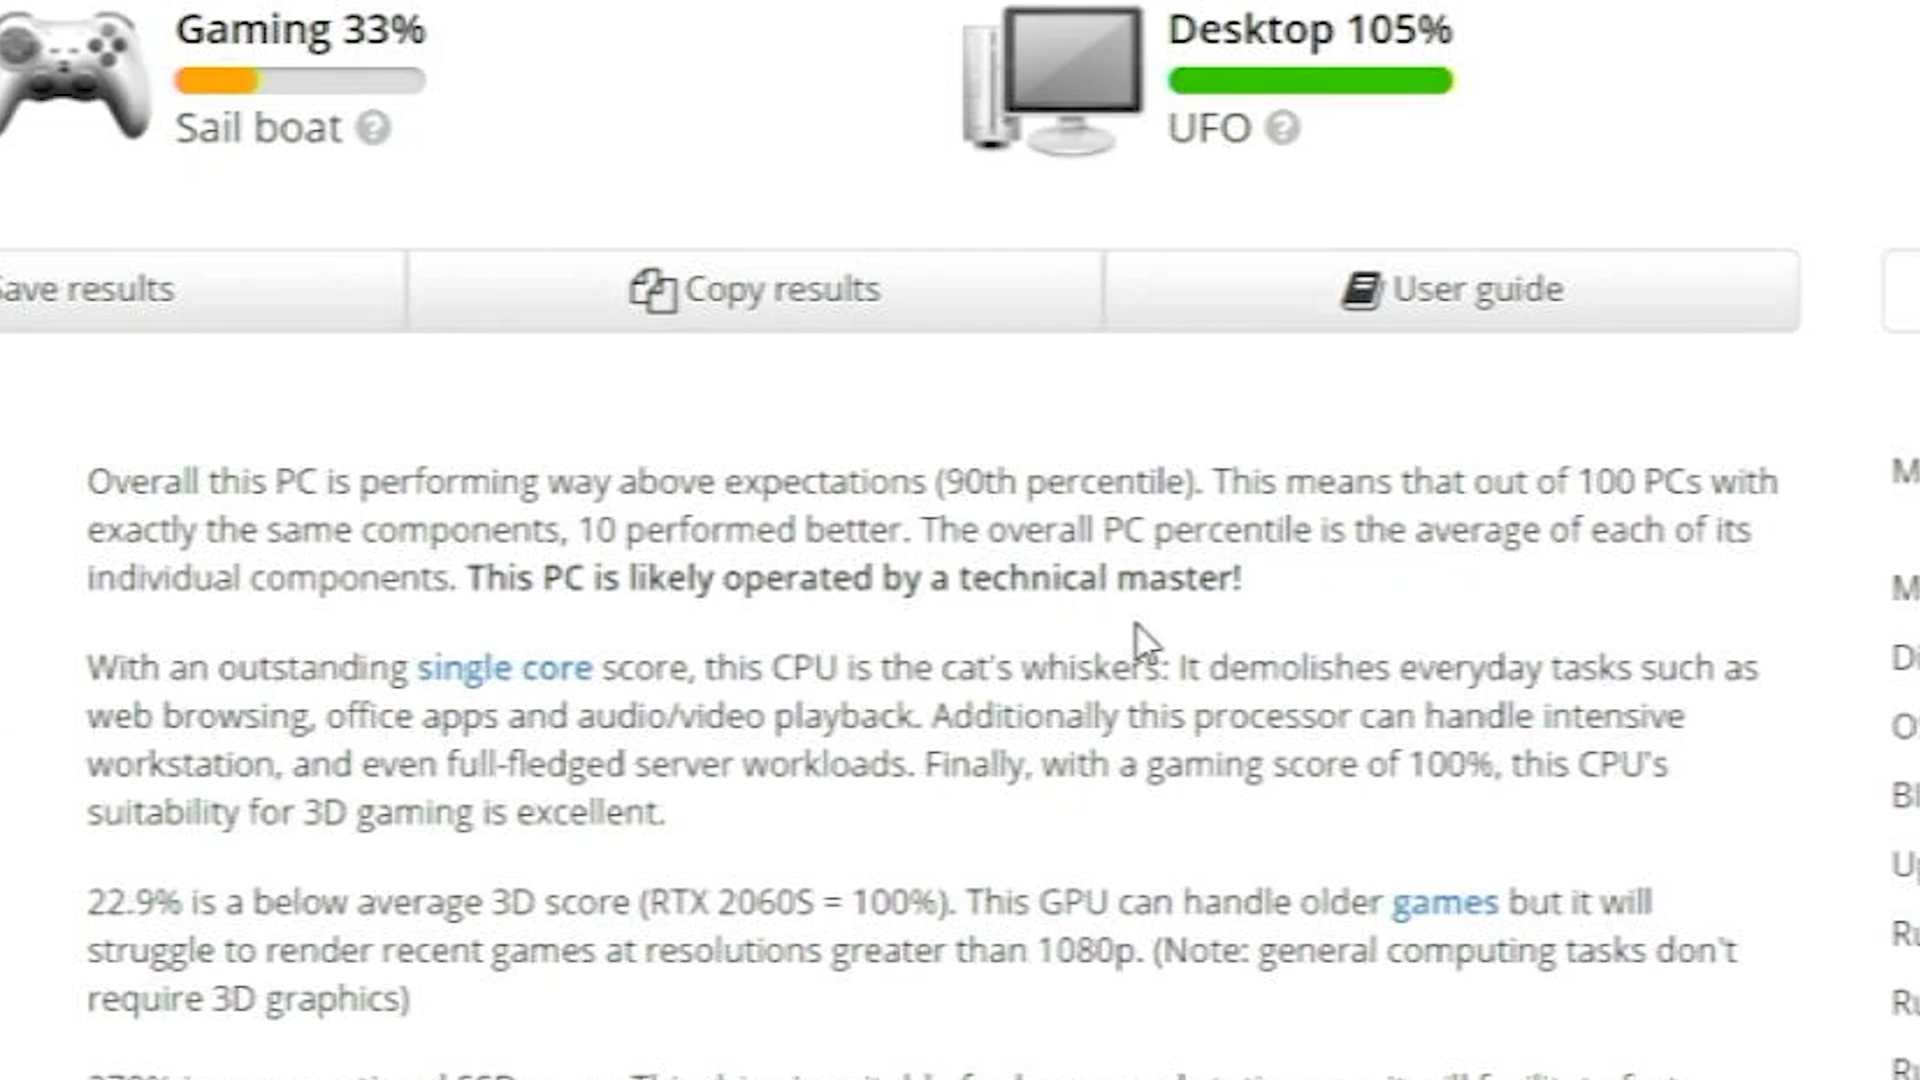 Gaming 33%
Desktop 105%
Sail boat
UFO
Save results
Copy results
User guide
Overall this PC is performing way above expectations (90th percentile). This means that out of 100 PCs with
exactly the same components, 10 performed better. The overall PC percentile is the average of each of its
individual components. This PC is likely operated by a technical master!
With an outstanding single core score, this CPU is the cat's whiskers: It demolishes everyday tasks such as
web browsing, office apps and audio/video playback. Additionally this processor can handle intensive
workstation, and even full-fledged server workloads. Finally, with a gaming score of 100%, this CPU's
suitability for 3D gaming is excellent.
22.9% is a below average 3D score (RTX 2060S = 100%). This GPU can handle older games but it will
struggle to render recent games at resolutions greater than 1080p. (Note: general computing tasks don't
require 3D graphics)